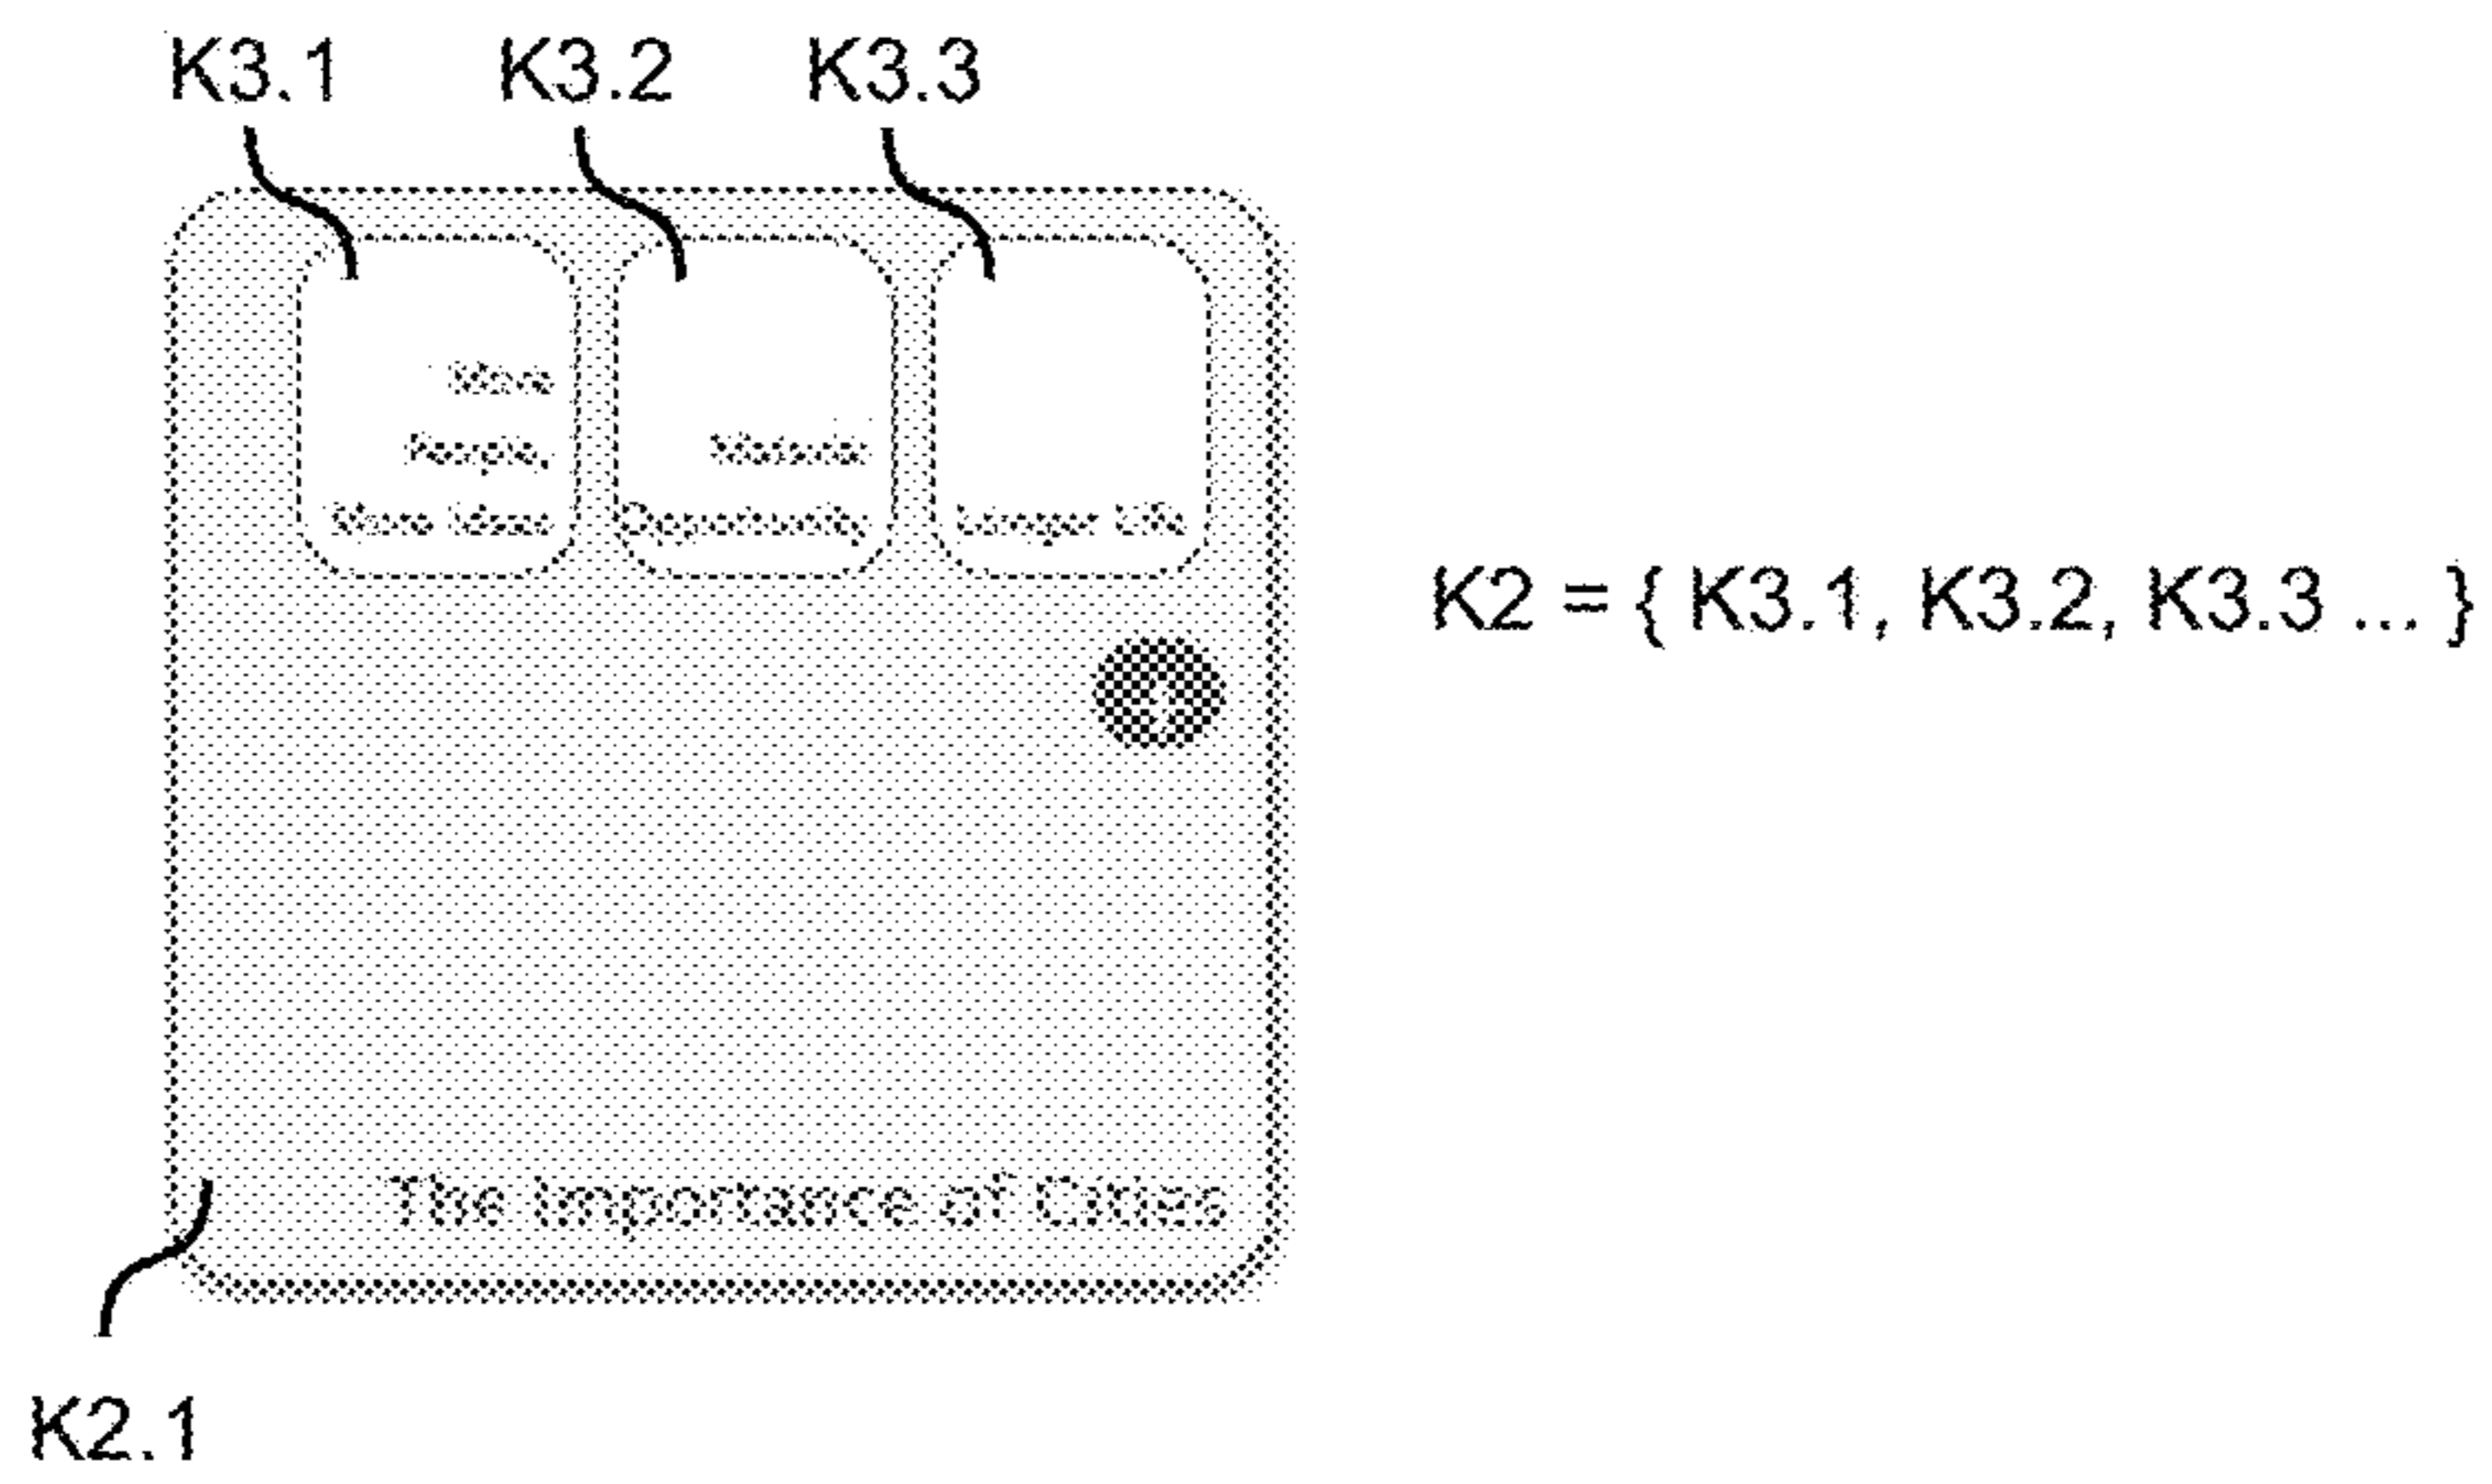 K3.1 K3.2 K3.3
More
People,
More Ideas
Opportunity
Longer Life
K2 = { K3.1, K3.2, K3.3 ... }
The Importance of Cities
K2.1